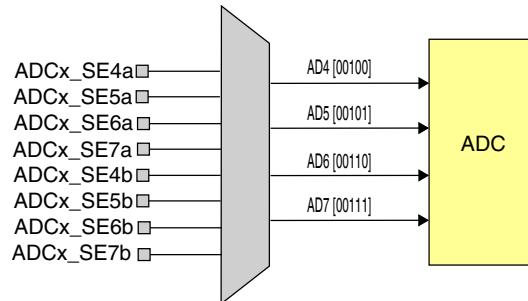 ADCx_SE4a
ADCx_SE5a
ADCx_SE6a
ADCx_SE7a
ADCx_SE4b
ADCx_SE5b
ADCx_SE6b
ADCx_SE7b
AD4 [00100]
AD5 [00101]
AD6 [00110]
AD7 [00111]
ADC